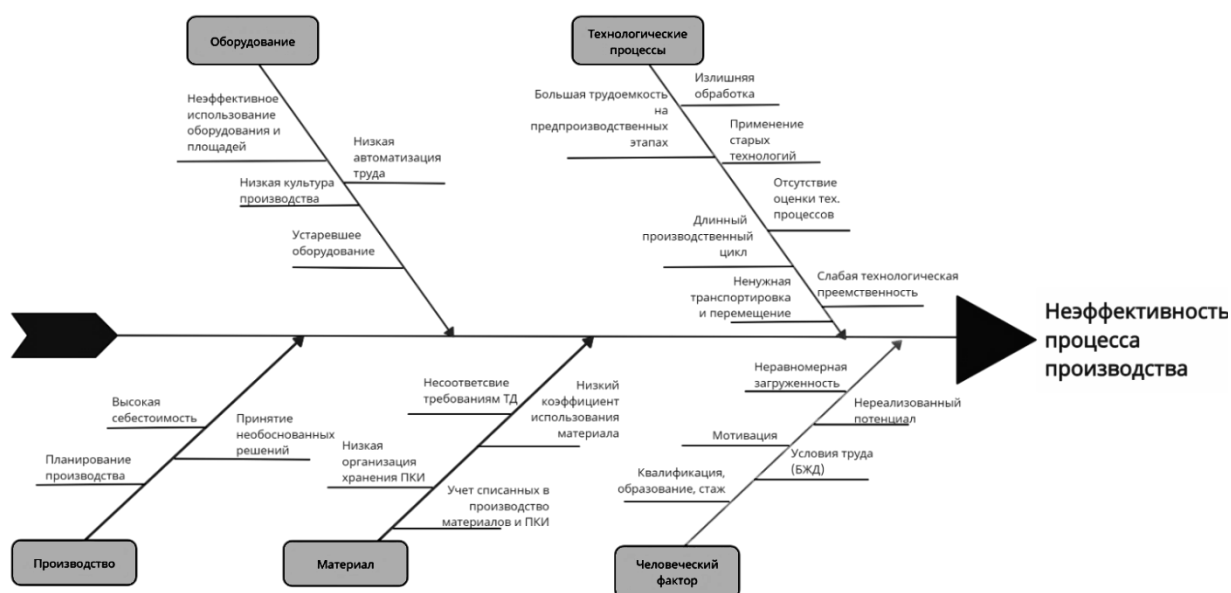 Оборудование
Технологические
процессы
Неэффективное
использование
оборудования и
площадей
Низкая
автоматизация
труда
Низкая культура
производства
Устаревшее
оборудование
Большая трудоемкость
на
предпроизводственных
этапах
Излишняя
обработка
Применение
старых
технологий
Отсутствие
оценки тех.
процессов
Длинный
производственный
цикл
Слабая технологическая
преемственность
Ненужная
транспортировка
и перемещение
Неэффективность
процесса
производства
Высокая
себестоимость
Принятие
необоснованных
решений
Планирование
производства
Несоответсвие
требованиям ТД
Низкий
коэффициент
использования
материала
Низкая
организация
хранения ПКИ
Учет списанных в
производство
материалов и ПКИ
Неравномерная
загруженность
Нереализованный
потенциал
Мотивация
Условия труда
(БЖД)
Квалификация,
образование, стаж
Производство
Материал
Человеческий
фактор